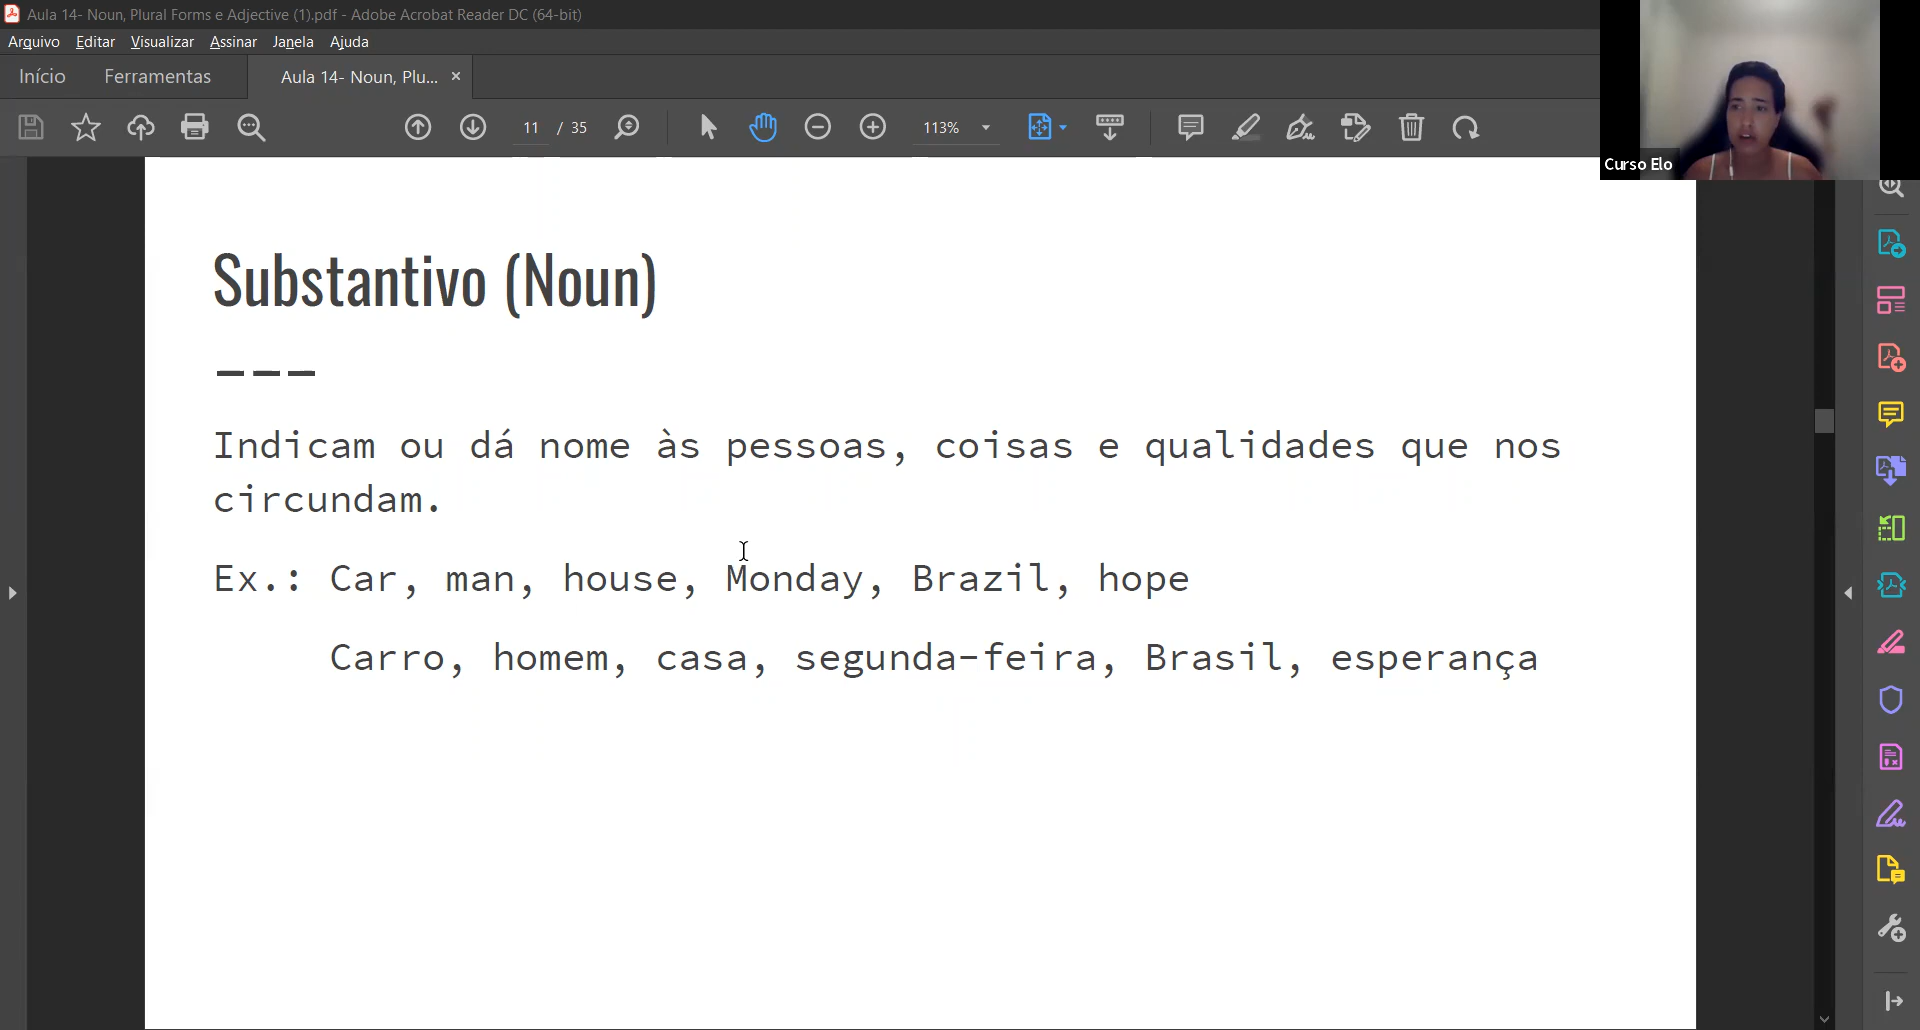 Aula 14- Noun, Plural Forms e Adjective (1).pdf - Adobe Acrobat Reader DC (64-bit)
Arquivo Editar Visualizar Assinar Janela Ajuda
Início Ferramentas Aula 14- Noun, Plu... ×
11 / 35 113%
Curso Elo
Substantivo (Noun)
---
Indicam ou dá nome às pessoas, coisas e qualidades que nos
circundam.
Ex.: Car, man, house, Monday, Brazil, hope
Carro, homem, casa, segunda-feira, Brasil, esperança